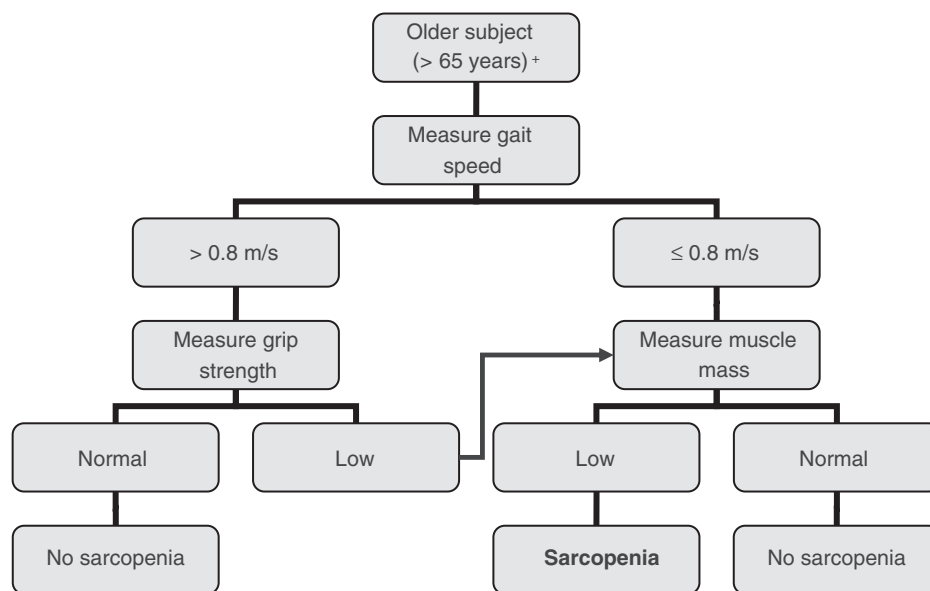 Older subject
(> 65 years) +
Measure gait
speed
> 0.8 m/s
≤ 0.8 m/s
Measure grip
strength
Measure muscle
mass
Normal
Low
Low
Normal
No sarcopenia
Sarcopenia
No sarcopenia